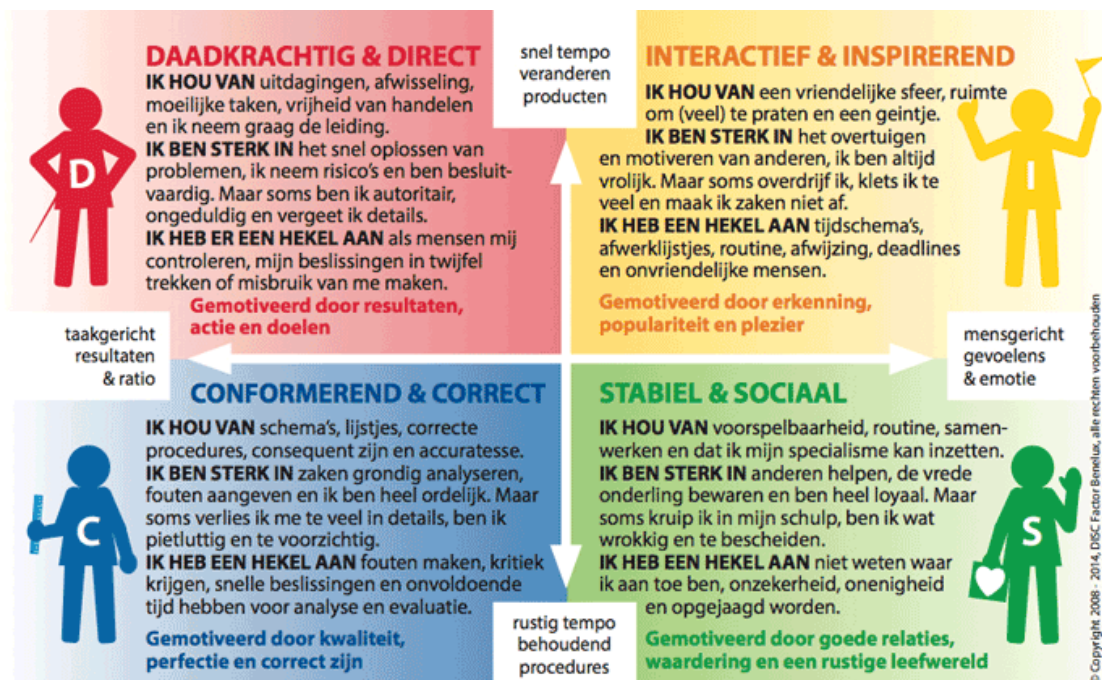 DAADKRACHTIG & DIRECT
IK HOU VAN uitdagingen, afwisseling,
moeilijke taken, vrijheid van handelen
en ik neem graag de leiding.
IK BEN STERK IN het snel oplossen van
problemen, ik neem risico's en ben besluit-
vaardig. Maar soms ben ik autoritair,
ongeduldig en vergeet ik details.
IK HEB ER EEN HEKEL AAN als mensen mij
controleren, mijn beslissingen in twijfel
trekken of misbruik van me maken.
Gemotiveerd door resultaten,
actie en doelen
D
snel tempo
veranderen
producten
INTERACTIEF & INSPIREREND
IK HOU VAN een vriendelijke sfeer, ruimte
om (veel) te praten en een geintje.
IK BEN STERK IN het overtuigen
en motiveren van anderen, ik ben altijd
vrolijk. Maar soms overdrijf ik, klets ik te
veel en maak ik zaken niet af.
IK HEB EEN HEKEL AAN tijdschema's,
afwerklijstjes, routine, afwijzing, deadlines
en onvriendelijke mensen.
Gemotiveerd door erkenning,
populariteit en plezier
I
taakgericht
resultaten
& ratio
mensgericht
gevoelens
& emotie
CONFORMEREND & CORRECT
IK HOU VAN schema's, lijstjes, correcte
procedures, consequent zijn en accuratesse.
IK BEN STERK IN zaken grondig analyseren,
fouten aangeven en ik ben heel ordelijk. Maar
soms verlies ik me te veel in details, ben ik
pietluttig en te voorzichtig.
IK HEB EEN HEKEL AAN fouten maken, kritiek
krijgen, snelle beslissingen en onvoldoende
tijd hebben voor analyse en evaluatie.
Gemotiveerd door kwaliteit,
perfectie en correct zijn
C
rustig tempo
behoudend
procedures
STABIEL & SOCIAAL
IK HOU VAN voorspelbaarheid, routine, samen-
werken en dat ik mijn specialisme kan inzetten.
IK BEN STERK IN anderen helpen, de vrede
onderling bewaren en ben heel loyaal. Maar
soms kruip ik in mijn schulp, ben ik wat
wrokkig en te bescheiden.
IK HEB EEN HEKEL AAN niet weten waar
ik aan toe ben, onzekerheid, onenigheid
en opgejaagd worden.
Gemotiveerd door goede relaties,
waardering en een rustige leefwereld
S
© Copyright 2008 - 2014, DISC Factor Benelux, alle rechten voorbehouden